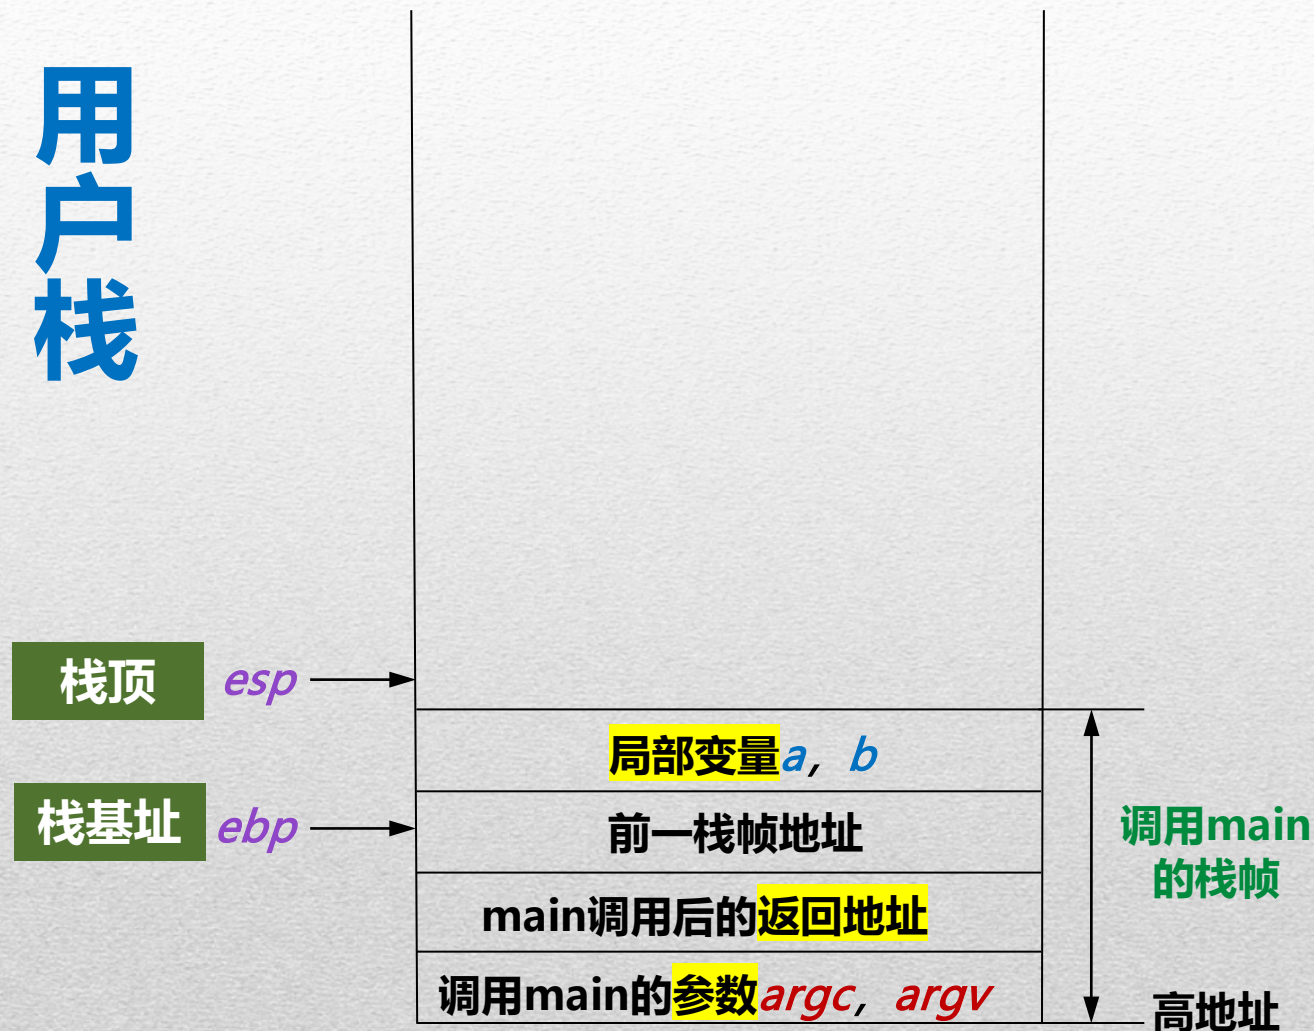 用户栈
栈顶 esp
局部变量a, b
栈基址 ebp
前一栈帧地址
调用main
的栈帧
main调用后的返回地址
调用main的参数argc, argv
高地址